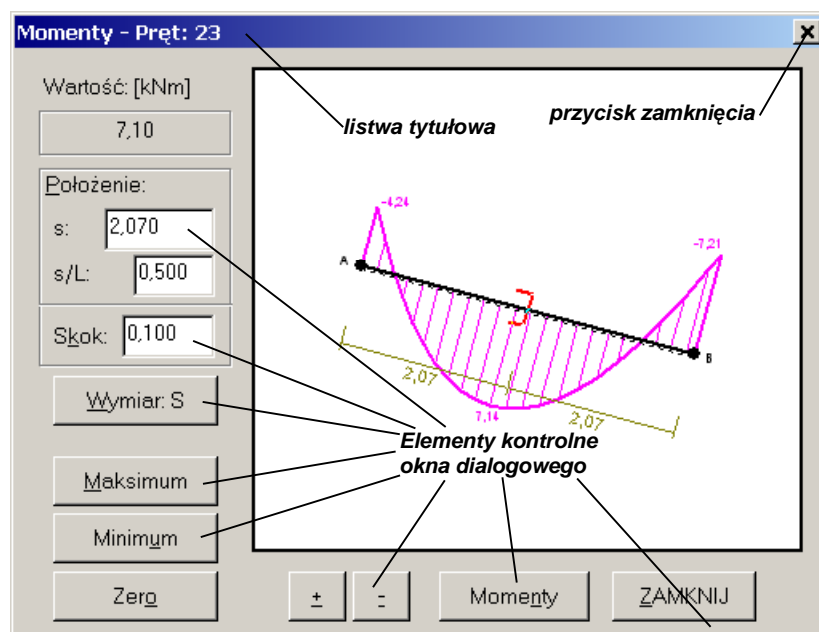 Momenty - Pręt: 23
Wartość: [kNm]
7,10
Położenie:
s: 2,070
s/L: 0,500
Skok: 0,100
Wymiar: S
Maksimum
Minimum
Zero
listwa tytułowa
przycisk zamknięcia
-4,24
-7,21
A
B
2,07
7,14
2,07
Elementy kontrolne
okna dialogowego
+
-
Momenty
ZAMKNIJ